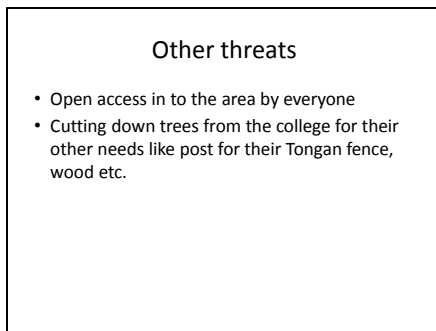 Other threats
• Open access in to the area by everyone
• Cutting down trees from the college for their
other needs like post for their Tongan fence,
wood etc.